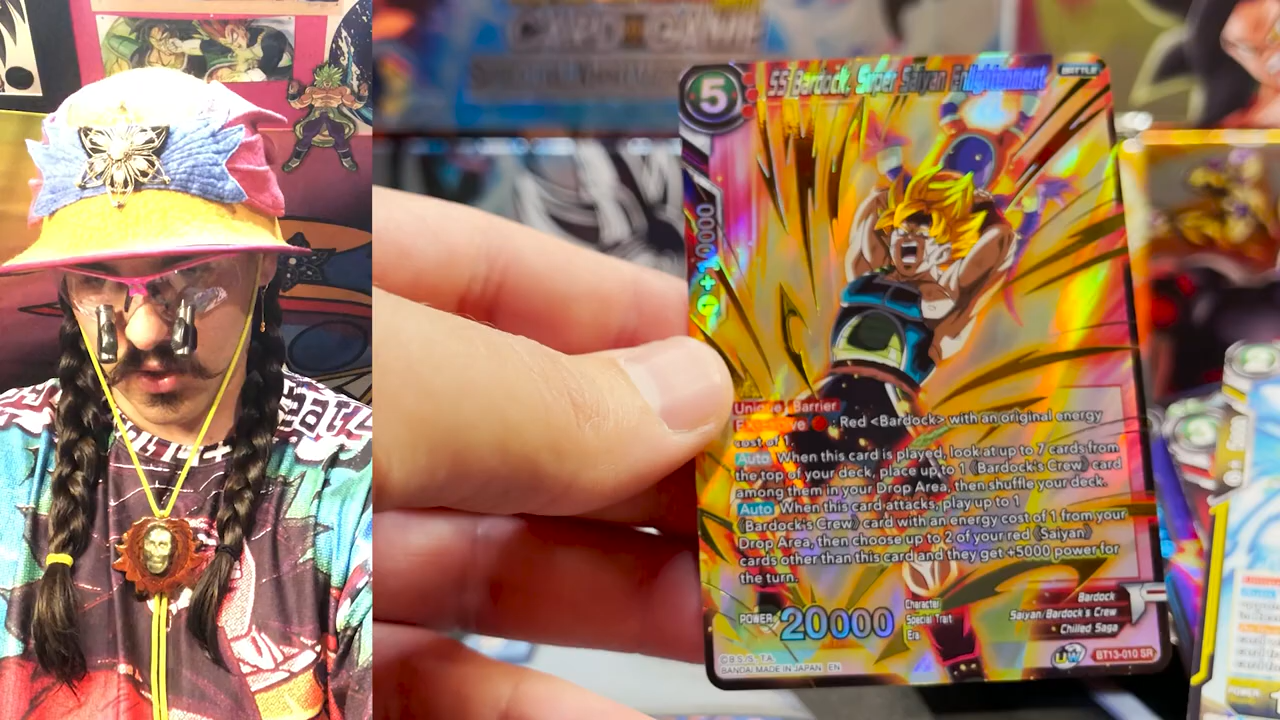 CARD GAME
5
SS Bardock, Super Saiyan Enlightenment
BATTLE
Unique Barrier
: Red <Bardock> with an original energy
cost of 1.
Auto When this card is played, look at up to 7 cards from
the top of your deck, place up to 1 《Bardock's Crew》 card
among them in your Drop Area, then shuffle your deck.
Auto When this card attacks, play up to 1
《Bardock's Crew》 card with an energy cost of 1 from your
Drop Area, then choose up to 2 of your red 《Saiyan》
cards other than this card and they get +5000 power for
the turn.
POWER 20000
Character Bardock
Special Trait Saiyan/Bardock's Crew
Era Chilled Saga
©B.S./S., T.A.
BANDAI MADE IN JAPAN EN
UW BT13-010 SR
POWER